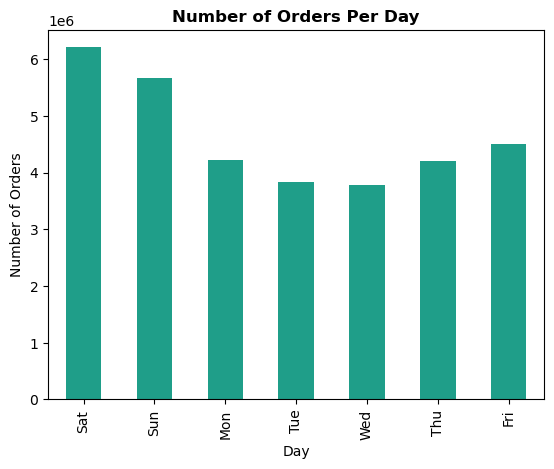 Number of Orders Per Day
1e6
6
5
4
3
2
1
0
Number of Orders
Sat
Sun
Mon
Tue
Wed
Thu
Fri
Day